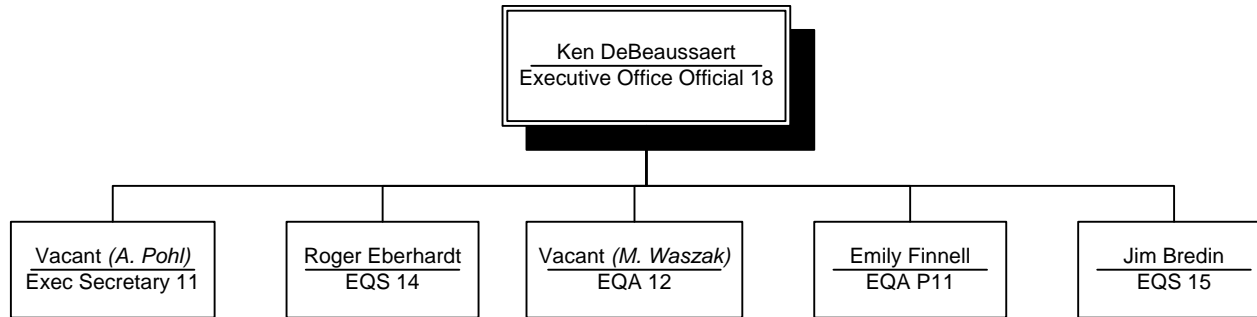 Ken DeBeaussaert
Executive Office Official 18
Vacant (A. Pohl)
Exec Secretary 11
Roger Eberhardt
EQS 14
Vacant (M. Waszak)
EQA 12
Emily Finnell
EQA P11
Jim Bredin
EQS 15